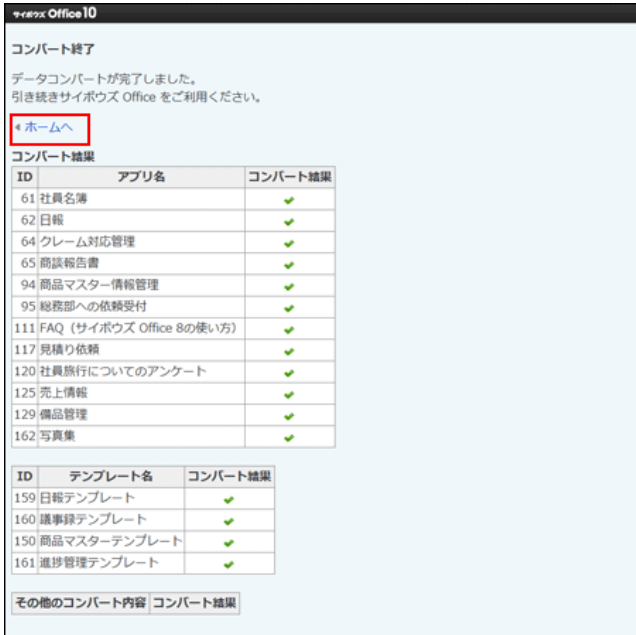 サイボウズ Office 10
コンバート終了
データコンバートが完了しました。
引き続きサイボウズ Office をご利用ください。
ホームへ
コンバート結果
ID アプリ名 コンバート結果
61 社員名簿
62 日報
64 クレーム対応管理
65 商談報告書
94 商品マスター情報管理
95 総務部への依頼受付
111 FAQ（サイボウズ Office 8の使い方）
117 見積り依頼
120 社員旅行についてのアンケート
125 売上情報
129 備品管理
162 写真集
ID テンプレート名 コンバート結果
159 日報テンプレート
160 議事録テンプレート
150 商品マスターテンプレート
161 進捗管理テンプレート
その他のコンバート内容 コンバート結果